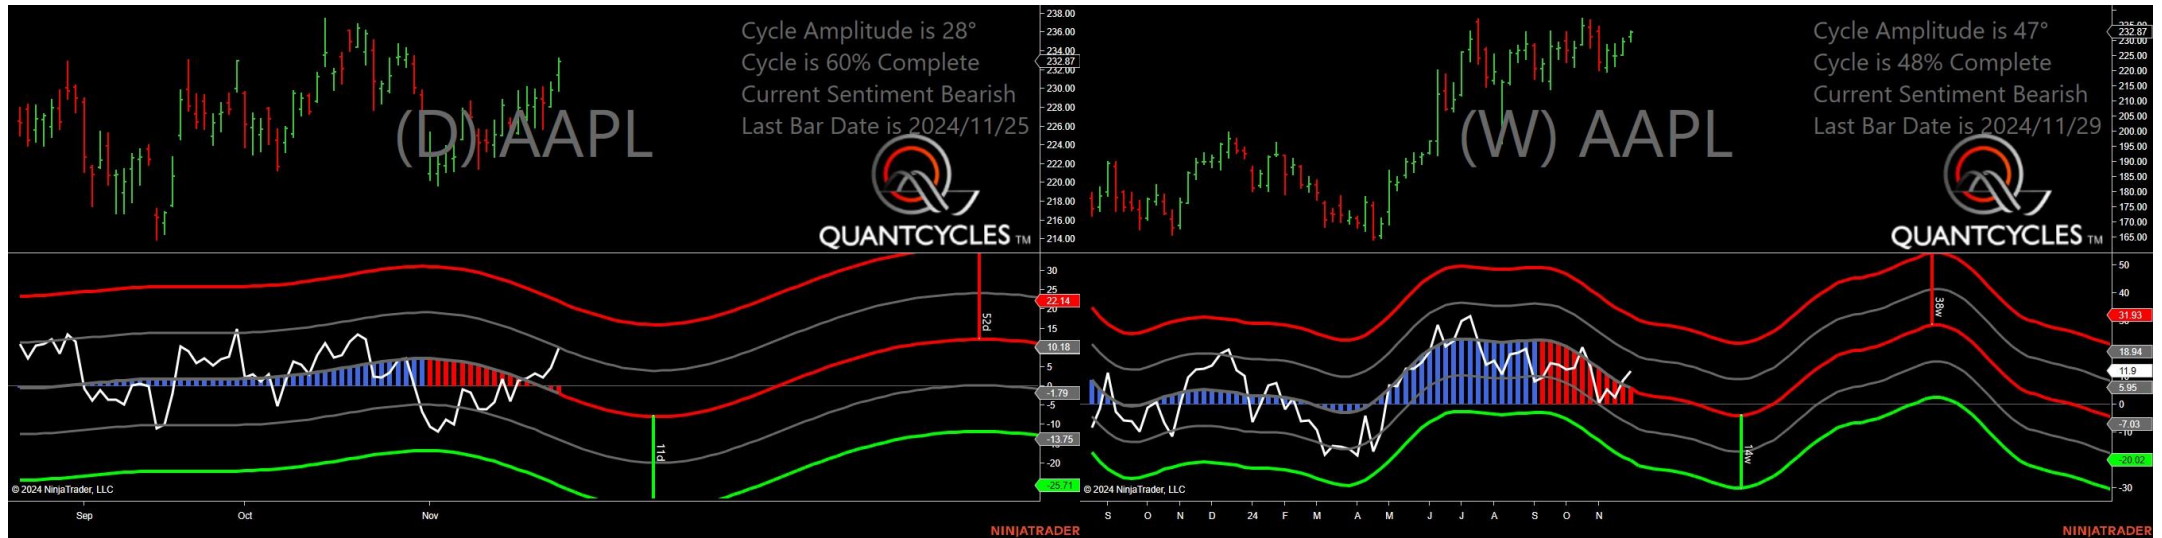 Cycle Amplitude is 28°
Cycle is 60% Complete
Current Sentiment Bearish
Last Bar Date is 2024/11/25
(D) AAPL
QUANTCYCLES TM
238.00
236.00
234.00
232.87
232.00
230.00
228.00
226.00
224.00
222.00
220.00
218.00
216.00
214.00
30
25
22.14
20
15
10.18
5
0
-1.79
-5
-10
-13.75
-20
-25.71
52d
11d
© 2024 NinjaTrader, LLC
Sep Oct Nov
NINJATRADER
Cycle Amplitude is 47°
Cycle is 48% Complete
Current Sentiment Bearish
Last Bar Date is 2024/11/29
(W) AAPL
QUANTCYCLES TM
232.87
230.00
225.00
220.00
215.00
210.00
205.00
200.00
195.00
190.00
185.00
180.00
175.00
170.00
165.00
50
40
31.93
18.94
11.9
5.95
0
-7.03
-10
-20.02
-30
38w
14w
© 2024 NinjaTrader, LLC
S O N D 24 F M A M J J A S O N
NINJATRADER